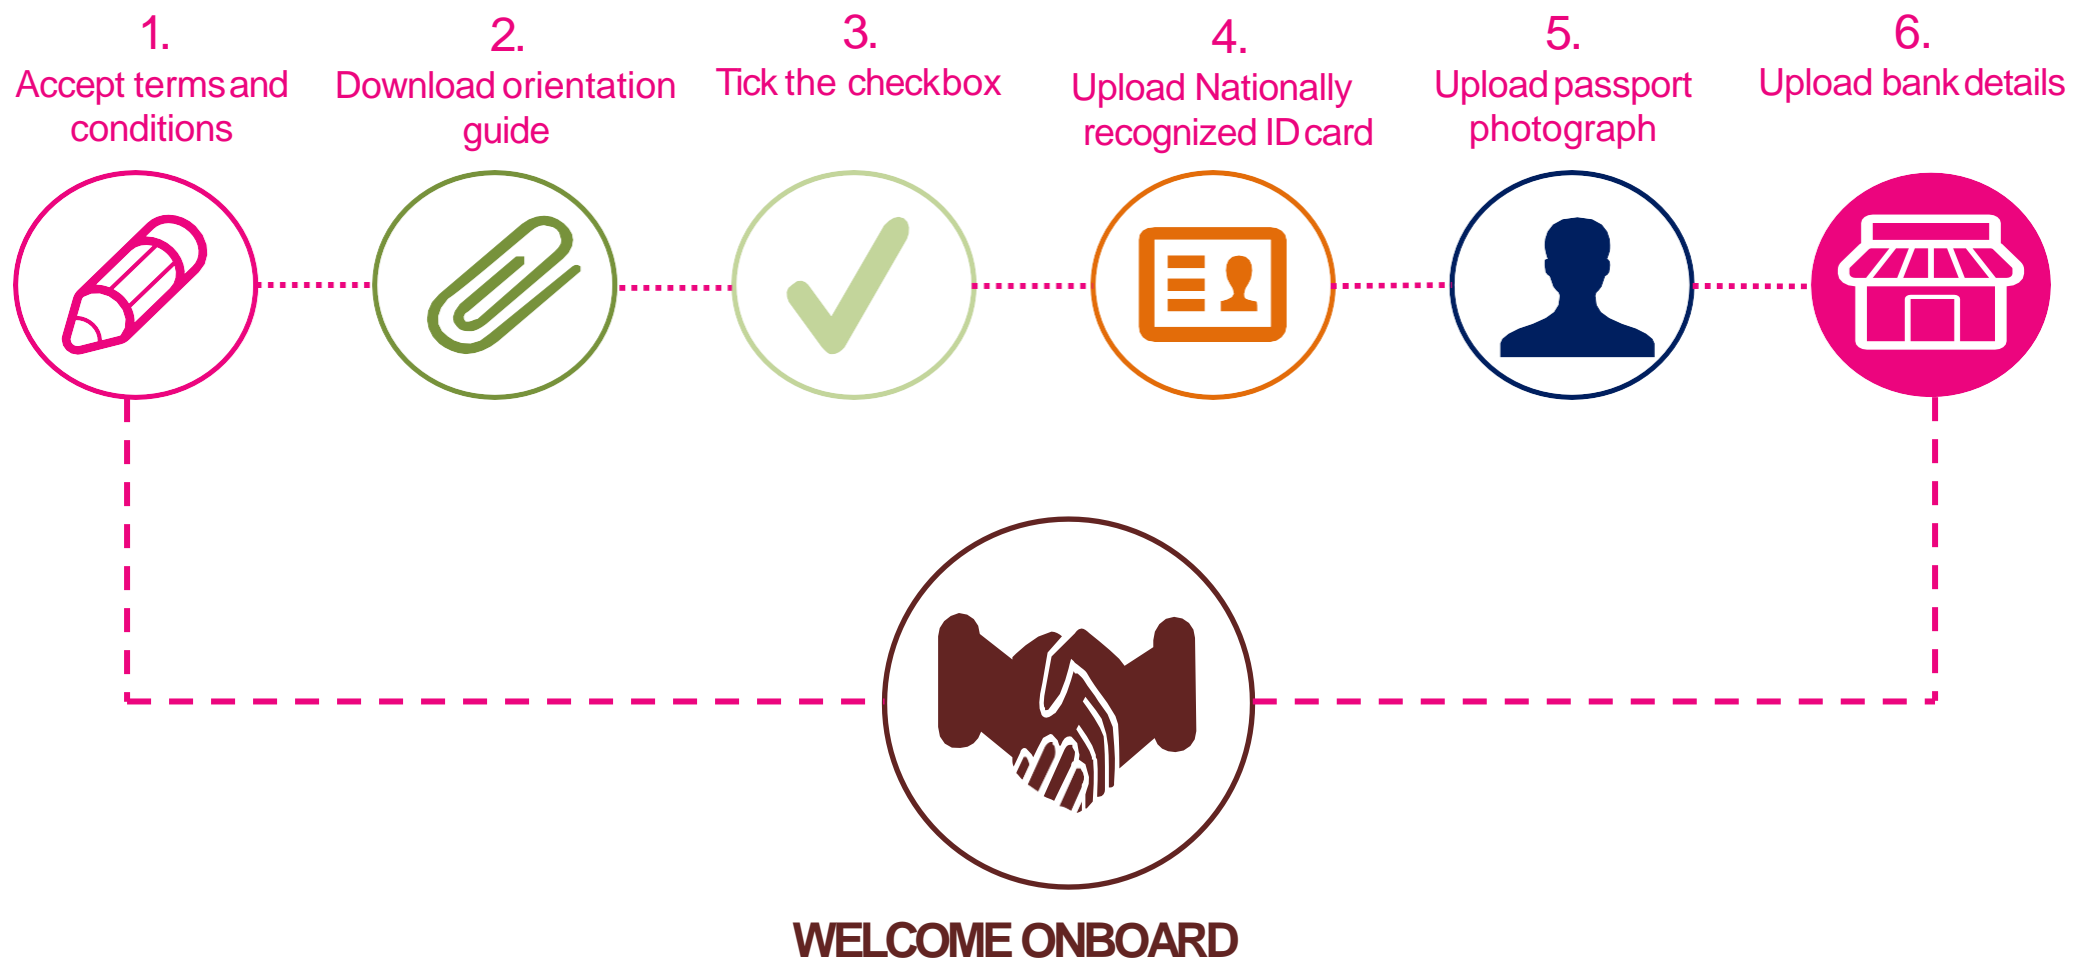 1.
Accept terms and
conditions
2.
Download orientation
guide
3.
Tick the checkbox
4.
Upload Nationally
recognized ID card
5.
Upload passport
photograph
6.
Upload bank details
WELCOME ONBOARD